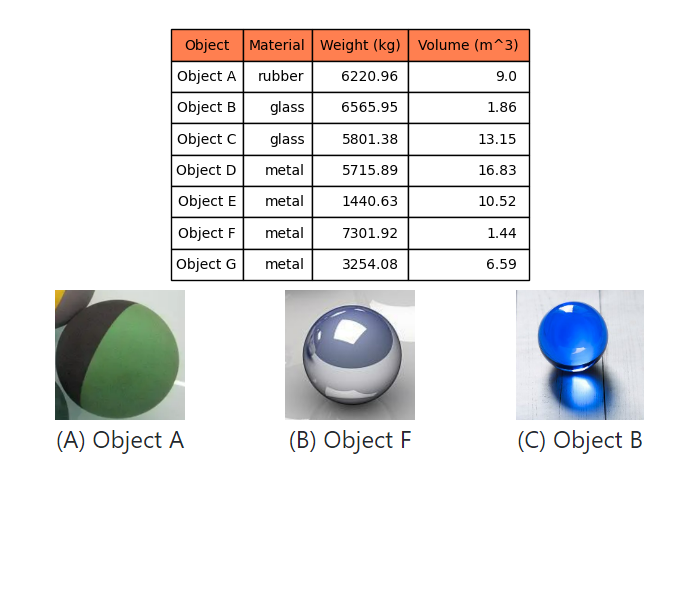 Object Material Weight (kg) Volume (m^3)
Object A rubber 6220.96 9.0
Object B glass 6565.95 1.86
Object C glass 5801.38 13.15
Object D metal 5715.89 16.83
Object E metal 1440.63 10.52
Object F metal 7301.92 1.44
Object G metal 3254.08 6.59
(A) Object A (B) Object F (C) Object B